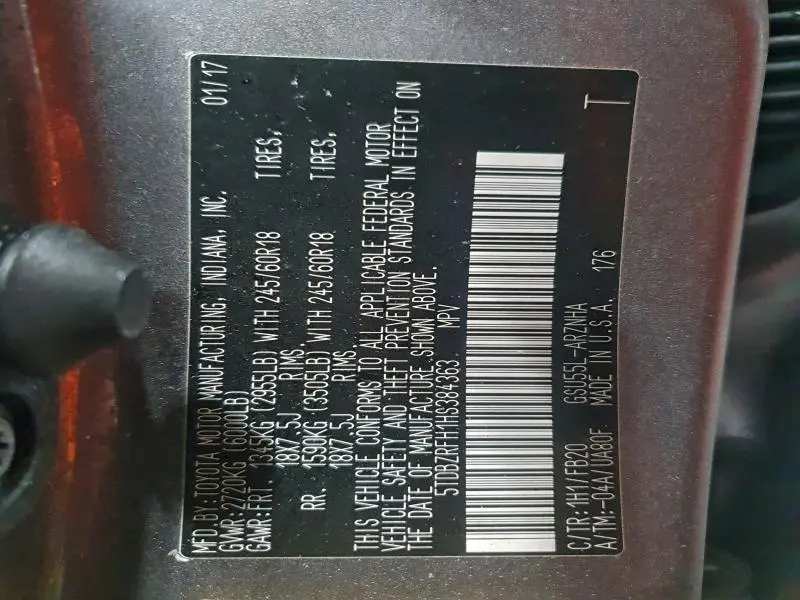 MFD.BY:TOYOTA MOTOR MANUFACTURING, INDIANA, INC. 01/17
GVWR:2720KG(6000LB)
GAWR:FRT. 1345KG (2955LB) WITH 245/60R18 TIRES,
18X7.5J RIMS
RR. 1590KG (3505LB) WITH 245/60R18 TIRES,
18X7.5J RIMS
THIS VEHICLE CONFORMS TO ALL APPLICABLE FEDERAL MOTOR
VEHICLE SAFETY AND THEFT PREVENTION STANDARDS IN EFFECT ON
THE DATE OF MANUFACTURE SHOWN ABOVE.
5TDBZRFH1HS384363 MPV
C/TR:1H1/FB20 GSU55L-ARZNHA T
A/TM:-04A/UA80F MADE IN U.S.A. 176